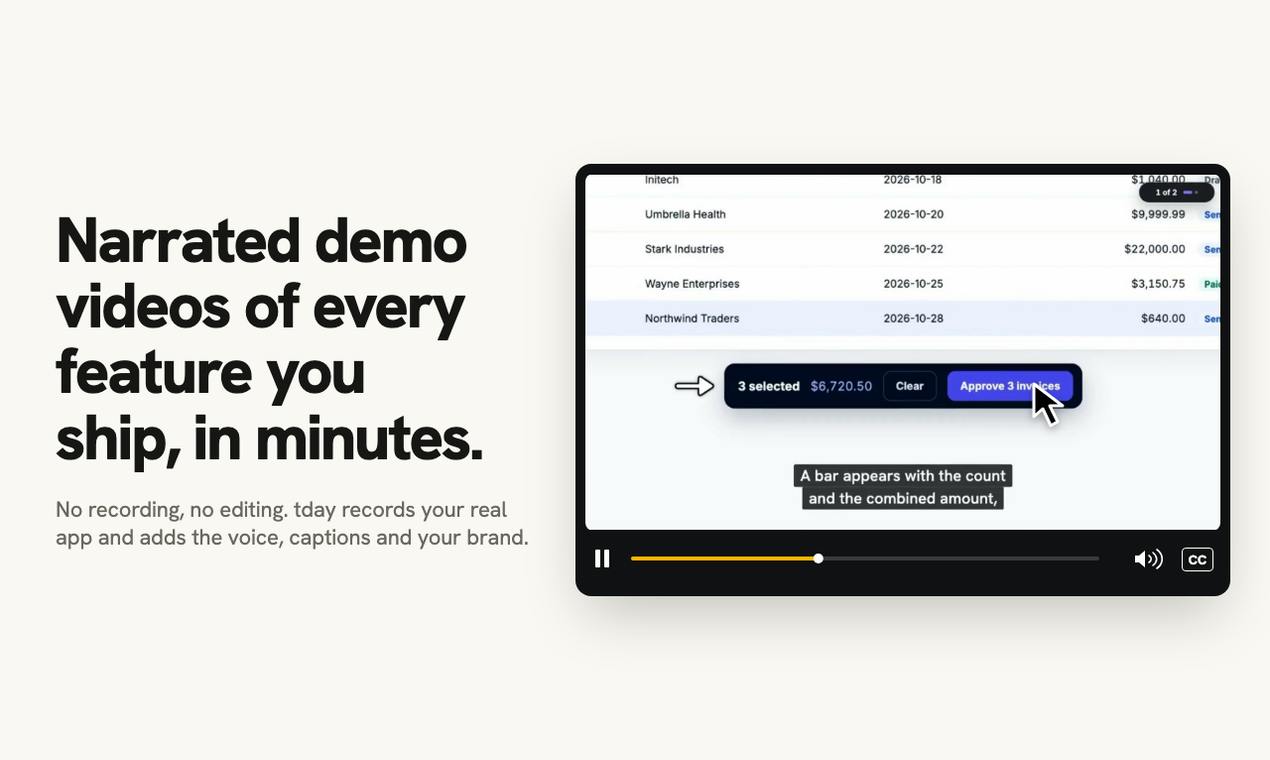 Narrated demo
videos of every
feature you
ship, in minutes.
No recording, no editing. tday records your real
app and adds the voice, captions and your brand.
Initech 2026-10-18 $1,040.00
1 of 2
Umbrella Health 2026-10-20 $9,999.99
Stark Industries 2026-10-22 $22,000.00
Wayne Enterprises 2026-10-25 $3,150.75
Northwind Traders 2026-10-28 $640.00
3 selected $6,720.50 Clear Approve 3 invoices
A bar appears with the count
and the combined amount,
CC